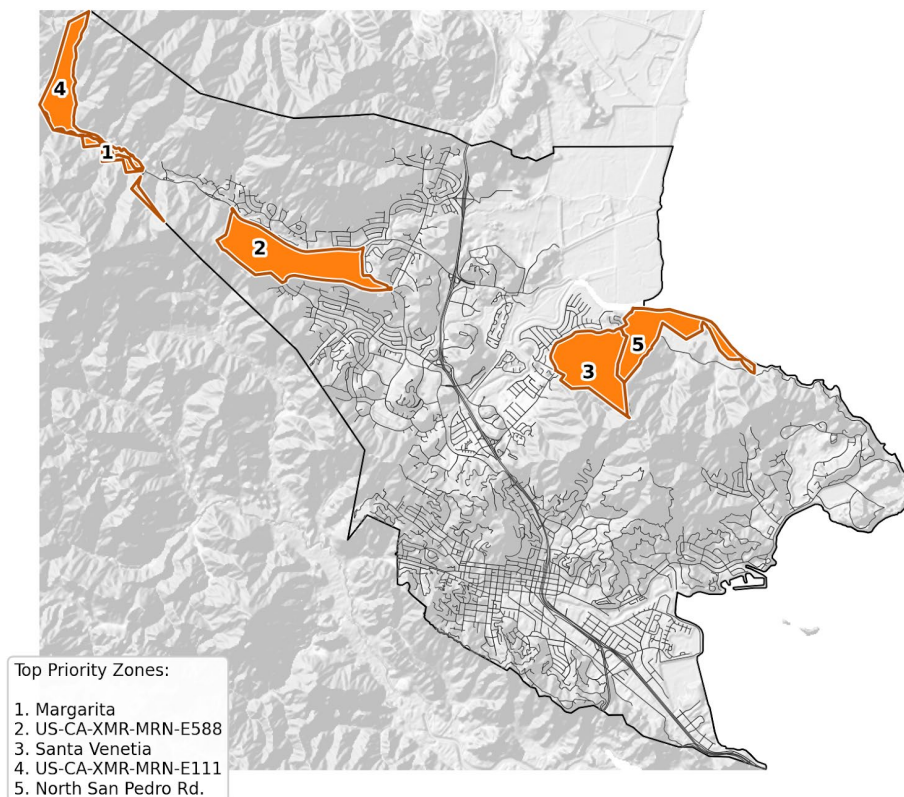 4
1
2
5
3
Top Priority Zones:
1. Margarita
2. US-CA-XMR-MRN-E588
3. Santa Venetia
4. US-CA-XMR-MRN-E111
5. North San Pedro Rd.